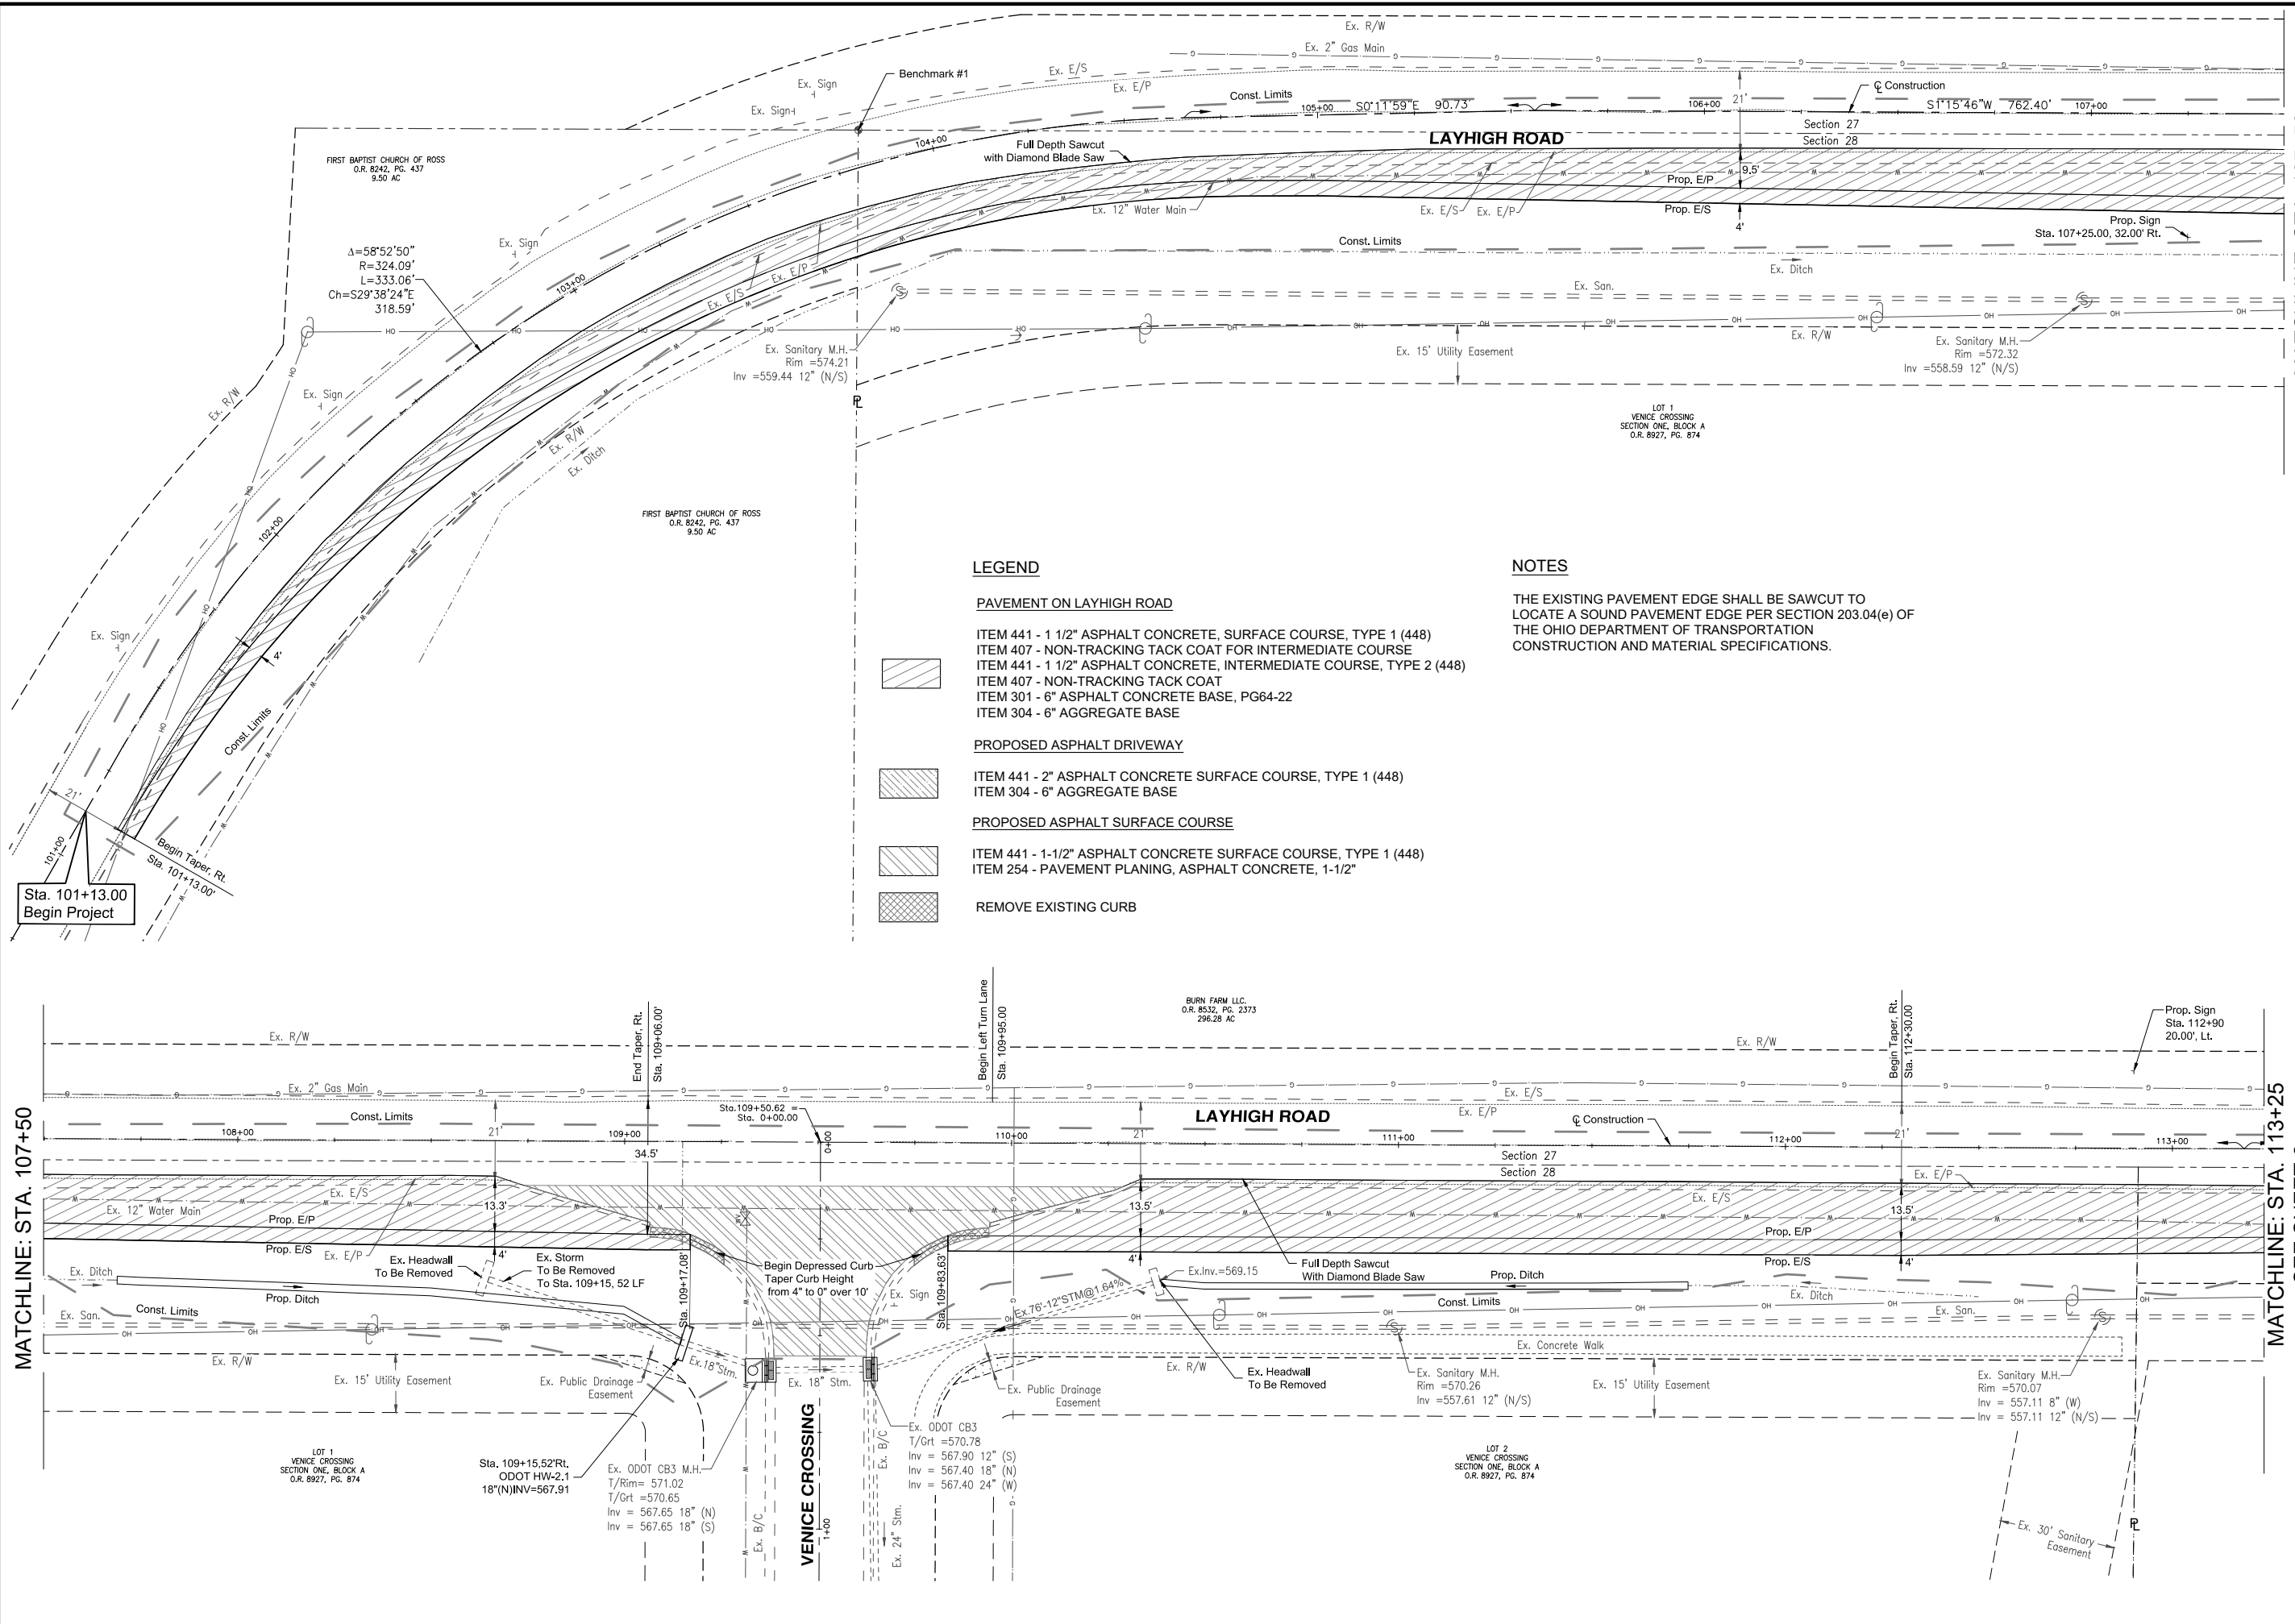 Ex. R/W
Ex. 2" Gas Main
Ex. E/S
Ex. E/P
Ex. Sign
Ex. Sign
Benchmark #1
Const. Limits
105+00
S0°11'59"E 90.73'
106+00
21'
℄ Construction
S1°15'46"W 762.40'
107+00
Section 27
Section 28
LAYHIGH ROAD
104+00
Full Depth Sawcut
with Diamond Blade Saw
FIRST BAPTIST CHURCH OF ROSS
O.R. 8242, PG. 437
9.50 AC
9.5'
Prop. E/P
Ex. 12" Water Main
Ex. E/S
Ex. E/P
Prop. E/S
4'
Prop. Sign
Sta. 107+25.00, 32.00' Rt.
Ex. Sign
Const. Limits
Δ=58°52'50"
R=324.09'
L=333.06'
Ch=S29°38'24"E
318.59'
103+00
Ex. E/S
Ex. E/P
Ex. Ditch
Ex. San.
Ex. Sanitary M.H.
Rim =574.21
Inv =559.44 12" (N/S)
Ex. 15' Utility Easement
Ex. R/W
Ex. Sanitary M.H.
Rim =572.32
Inv =558.59 12" (N/S)
Ex. R/W
Ex. Sign
℄
Ex. R/W
Ex. Ditch
LOT 1
VENICE CROSSING
SECTION ONE, BLOCK A
O.R. 8927, PG. 874
102+00
FIRST BAPTIST CHURCH OF ROSS
O.R. 8242, PG. 437
9.50 AC
Ex. Sign
4'
Const. Limits
21'
101+00
Begin Taper, Rt.
Sta. 101+13.00'
Sta. 101+13.00
Begin Project
LEGEND
PAVEMENT ON LAYHIGH ROAD
ITEM 441 - 1 1/2" ASPHALT CONCRETE, SURFACE COURSE, TYPE 1 (448)
ITEM 407 - NON-TRACKING TACK COAT FOR INTERMEDIATE COURSE
ITEM 441 - 1 1/2" ASPHALT CONCRETE, INTERMEDIATE COURSE, TYPE 2 (448)
ITEM 407 - NON-TRACKING TACK COAT
ITEM 301 - 6" ASPHALT CONCRETE BASE, PG64-22
ITEM 304 - 6" AGGREGATE BASE
PROPOSED ASPHALT DRIVEWAY
ITEM 441 - 2" ASPHALT CONCRETE SURFACE COURSE, TYPE 1 (448)
ITEM 304 - 6" AGGREGATE BASE
PROPOSED ASPHALT SURFACE COURSE
ITEM 441 - 1-1/2" ASPHALT CONCRETE SURFACE COURSE, TYPE 1 (448)
ITEM 254 - PAVEMENT PLANING, ASPHALT CONCRETE, 1-1/2"
REMOVE EXISTING CURB
NOTES
THE EXISTING PAVEMENT EDGE SHALL BE SAWCUT TO
LOCATE A SOUND PAVEMENT EDGE PER SECTION 203.04(e) OF
THE OHIO DEPARTMENT OF TRANSPORTATION
CONSTRUCTION AND MATERIAL SPECIFICATIONS.
MATCHLINE: STA. 107+50
Ex. R/W
End Taper, Rt.
Sta. 109+06.00'
Begin Left Turn Lane
Sta. 109+95.00
BURN FARM LLC.
O.R. 8532, PG. 2373
296.28 AC
Ex. R/W
Begin Taper, Rt.
Sta. 112+30.00
Prop. Sign
Sta. 112+90
20.00', Lt.
Ex. 2" Gas Main
Ex. E/S
Const. Limits
Sta.109+50.62 =
Sta. 0+00.00
LAYHIGH ROAD
Ex. E/P
℄ Construction
108+00
21'
109+00
34.5'
0+00
110+00
21'
111+00
112+00
21'
113+00
Section 27
Section 28
Ex. E/P
Ex. E/S
Ex. 12" Water Main
13.3'
13.5'
Ex. E/S
13.5'
Prop. E/P
Prop. E/P
Prop. E/S
Ex. E/P
4'
4'
Prop. E/S
4'
Ex. Headwall
To Be Removed
Ex. Storm
To Be Removed
To Sta. 109+15, 52 LF
Sta. 109+17.08'
Begin Depressed Curb
Taper Curb Height
from 4" to 0" over 10'
Sta. 109+83.63'
Ex. Sign
Ex.Inv.=569.15
Full Depth Sawcut
With Diamond Blade Saw
Prop. Ditch
Ex. Ditch
Prop. Ditch
Ex. Ditch
Ex.76'-12"STM@1.64%
Const. Limits
Ex. San.
Const. Limits
Ex. San.
Ex. Concrete Walk
Ex. R/W
Ex. 15' Utility Easement
Ex. Public Drainage
Easement
Ex.18" Stm.
Ex. 18" Stm.
Ex. Public Drainage
Easement
Ex. R/W
Ex. Headwall
To Be Removed
Ex. Sanitary M.H.
Rim =570.26
Inv =557.61 12" (N/S)
Ex. 15' Utility Easement
Ex. Sanitary M.H.
Rim =570.07
Inv = 557.11 8" (W)
Inv = 557.11 12" (N/S)
LOT 1
VENICE CROSSING
SECTION ONE, BLOCK A
O.R. 8927, PG. 874
Sta. 109+15,52'Rt.
ODOT HW-2.1
18"(N)INV=567.91
Ex. ODOT CB3 M.H.
T/Rim= 571.02
T/Grt =570.65
Inv = 567.65 18" (N)
Inv = 567.65 18" (S)
Ex. B/C
VENICE CROSSING
1+00
Ex. B/C
Ex. 24" Stm.
Ex. ODOT CB3
T/Grt =570.78
Inv = 567.90 12" (S)
Inv = 567.40 18" (N)
Inv = 567.40 24" (W)
LOT 2
VENICE CROSSING
SECTION ONE, BLOCK A
O.R. 8927, PG. 874
Ex. 30' Sanitary
Easement
℄
MATCHLINE: STA. 113+25